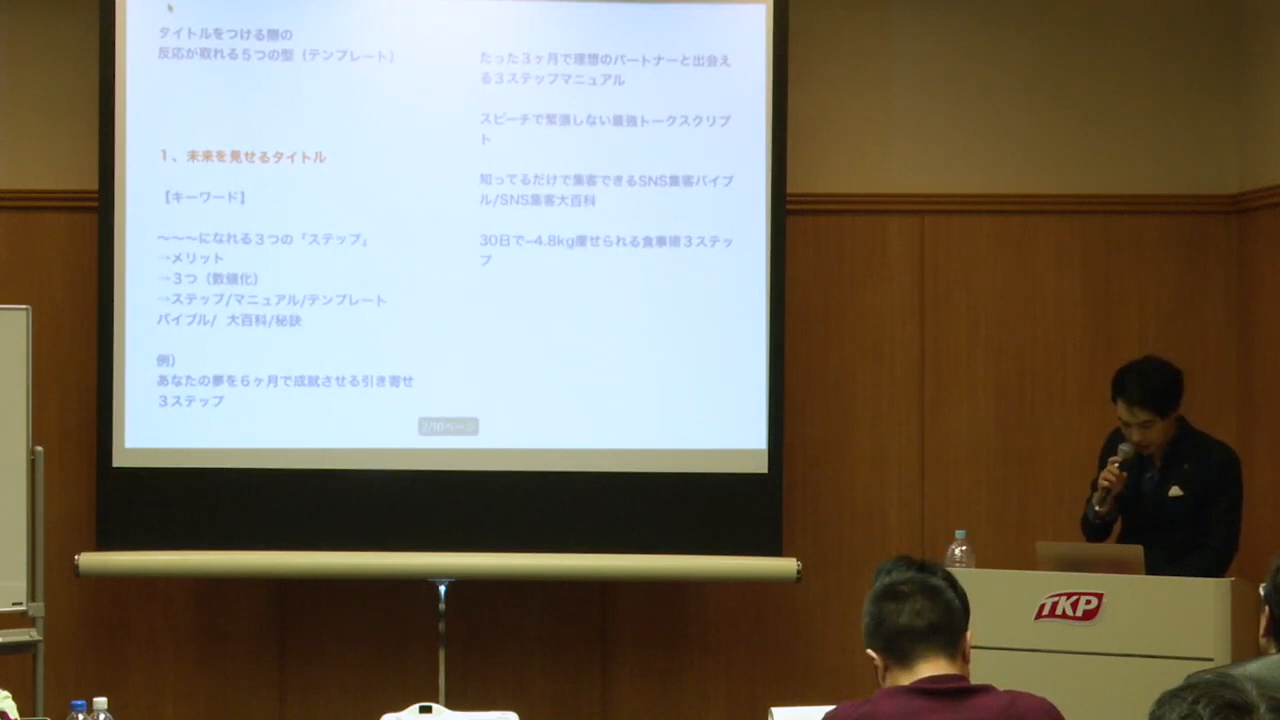 タイトルをつける際の
反応が取れる５つの型（テンプレート）
１、未来を見せるタイトル
【キーワード】
〜〜〜になれる３つの「ステップ」
→メリット
→３つ（数値化）
→ステップ/マニュアル/テンプレート
バイブル/ 大百科/秘訣
例）
あなたの夢を６ヶ月で成就させる引き寄せ
３ステップ
たった３ヶ月で理想のパートナーと出会え
る３ステップマニュアル
スピーチで緊張しない最強トークスクリプ
ト
知ってるだけで集客できるSNS集客バイブ
ル/SNS集客大百科
30日で−4.8kg痩せられる食事術３ステッ
プ
7/10ページ
TKP